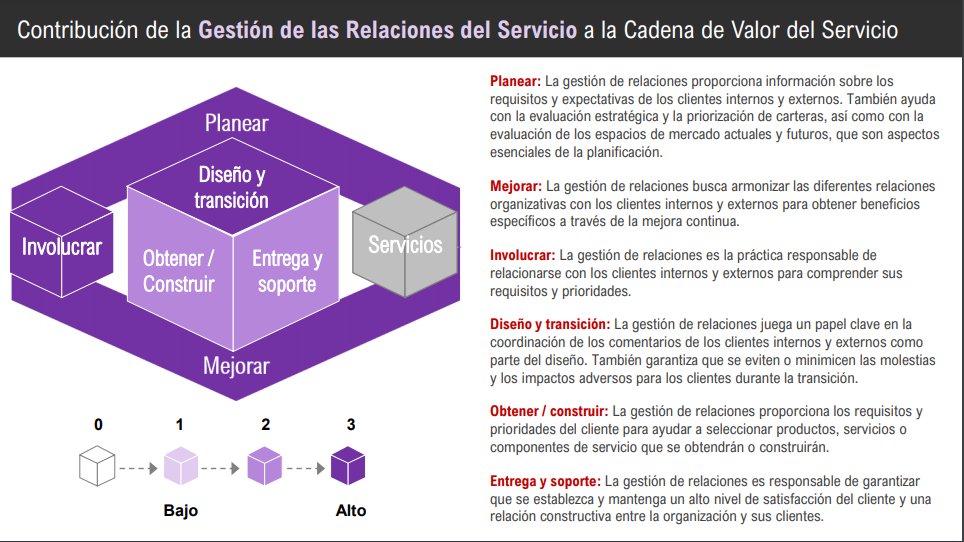 Contribución de la Gestión de las Relaciones del Servicio a la Cadena de Valor del Servicio
Planear
Diseño y
transición
Involucrar
Obtener /
Construir
Entrega y
soporte
Servicios
Mejorar
0 1 2 3
Bajo Alto
Planear: La gestión de relaciones proporciona información sobre los
requisitos y expectativas de los clientes internos y externos. También ayuda
con la evaluación estratégica y la priorización de carteras, así como con la
evaluación de los espacios de mercado actuales y futuros, que son aspectos
esenciales de la planificación.
Mejorar: La gestión de relaciones busca armonizar las diferentes relaciones
organizativas con los clientes internos y externos para obtener beneficios
específicos a través de la mejora continua.
Involucrar: La gestión de relaciones es la práctica responsable de
relacionarse con los clientes internos y externos para comprender sus
requisitos y prioridades.
Diseño y transición: La gestión de relaciones juega un papel clave en la
coordinación de los comentarios de los clientes internos y externos como
parte del diseño. También garantiza que se eviten o minimicen las molestias
y los impactos adversos para los clientes durante la transición.
Obtener / construir: La gestión de relaciones proporciona los requisitos y
prioridades del cliente para ayudar a seleccionar productos, servicios o
componentes de servicio que se obtendrán o construirán.
Entrega y soporte: La gestión de relaciones es responsable de garantizar
que se establezca y mantenga un alto nivel de satisfacción del cliente y una
relación constructiva entre la organización y sus clientes.